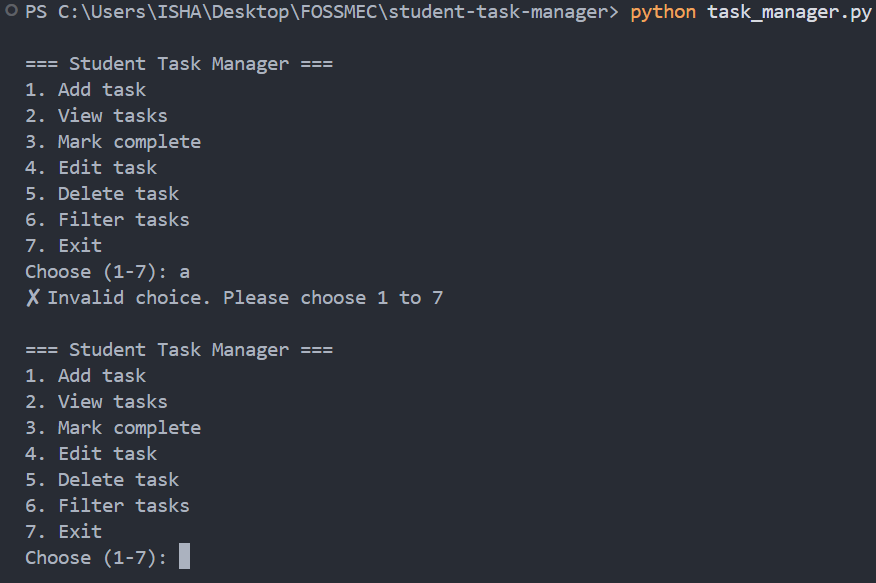 PS C:\Users\ISHA\Desktop\FOSSMEC\student-task-manager> python task_manager.py
=== Student Task Manager ===
1. Add task
2. View tasks
3. Mark complete
4. Edit task
5. Delete task
6. Filter tasks
7. Exit
Choose (1-7): a
✗ Invalid choice. Please choose 1 to 7
=== Student Task Manager ===
1. Add task
2. View tasks
3. Mark complete
4. Edit task
5. Delete task
6. Filter tasks
7. Exit
Choose (1-7):